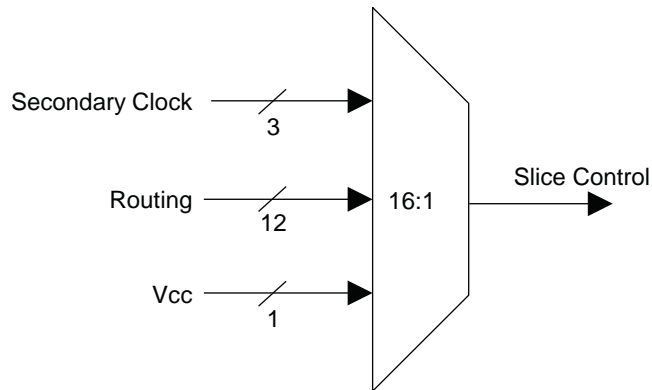 Secondary Clock
3
Routing
12
Vcc
1
16:1
Slice Control